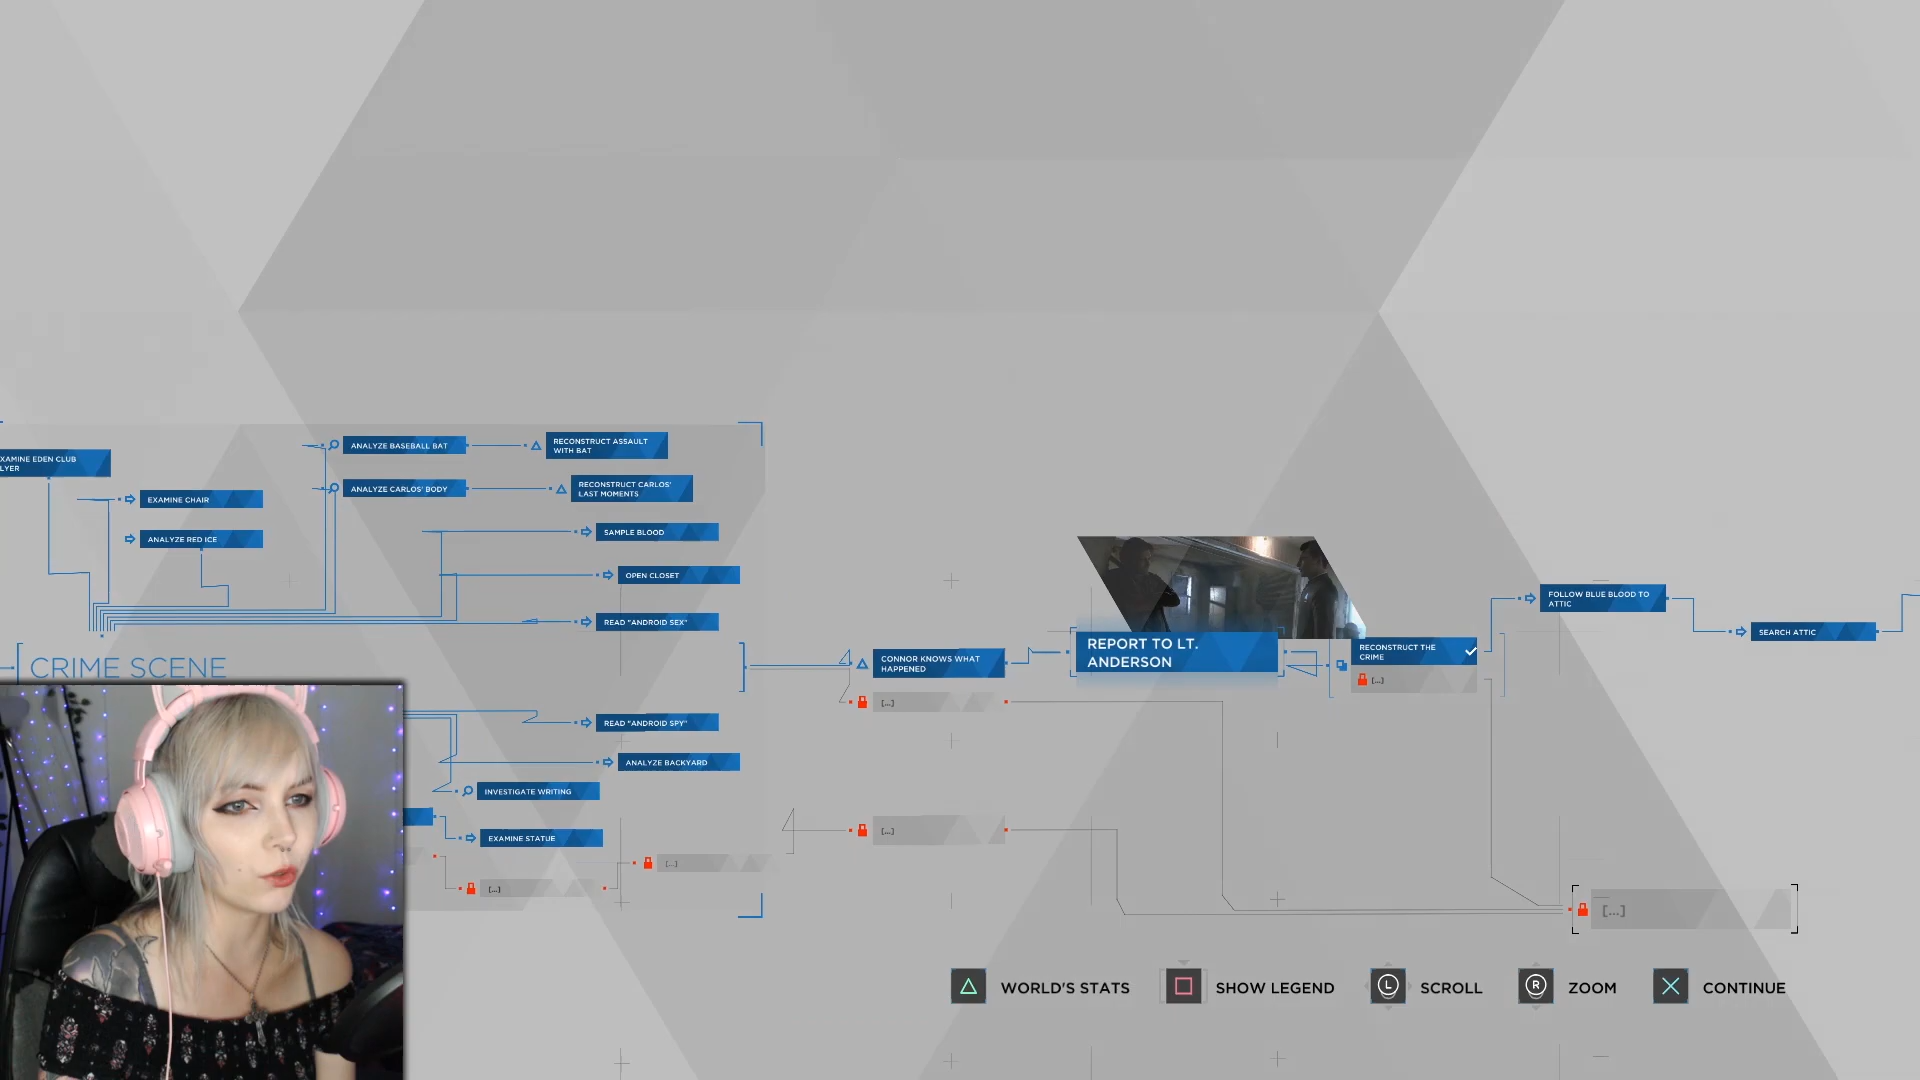 XAMINE EDEN CLUB
LYER
EXAMINE CHAIR
ANALYZE RED ICE
ANALYZE BASEBALL BAT
RECONSTRUCT ASSAULT
WITH BAT
ANALYZE CARLOS' BODY
RECONSTRUCT CARLOS'
LAST MOMENTS
SAMPLE BLOOD
OPEN CLOSET
READ "ANDROID SEX"
CRIME SCENE
READ "ANDROID SPY"
ANALYZE BACKYARD
INVESTIGATE WRITING
EXAMINE STATUE
[...]
[...]
CONNOR KNOWS WHAT
HAPPENED
[...]
[...]
REPORT TO LT.
ANDERSON
RECONSTRUCT THE
CRIME
[...]
FOLLOW BLUE BLOOD TO
ATTIC
SEARCH ATTIC
[...]
WORLD'S STATS
SHOW LEGEND
L
SCROLL
R
ZOOM
CONTINUE